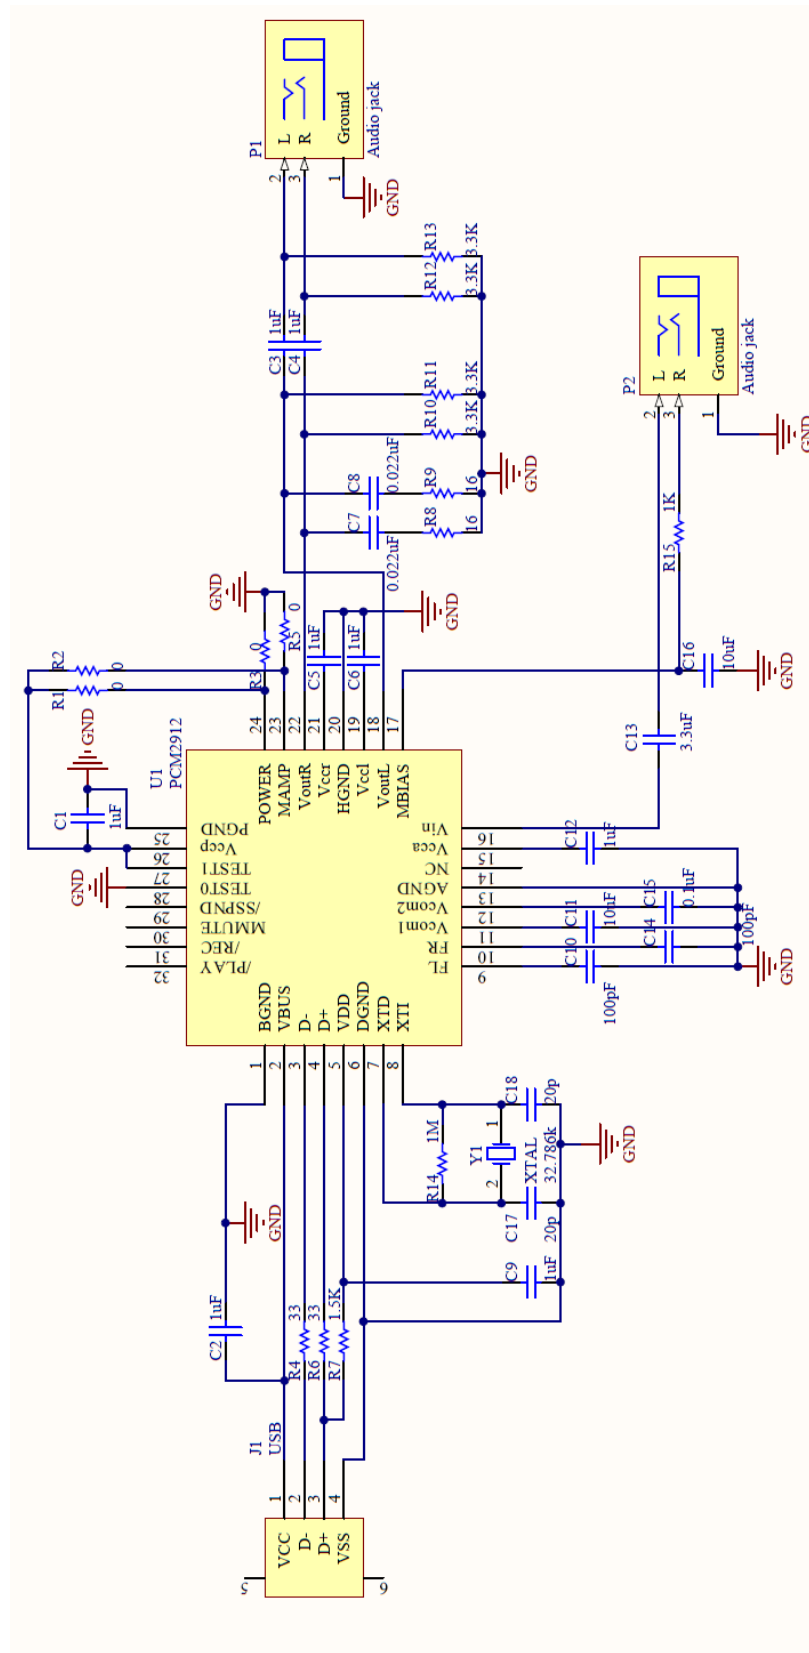 P1
L
R
Ground
Audio jack
2
3
1
GND
R13
3.3K
R12
3.3K
C3
1uF
C4
1uF
R11
3.3K
R10
3.3K
C8
0.022uF
R9
16
C7
0.022uF
R8
16
GND
P2
L
R
Ground
Audio jack
2
3
1
GND
R15
1K
C16
10uF
GND
C13
3.3uF
GND
R3
0
R5
0
R2
0
R1
0
C5
1uF
C6
1uF
GND
GND
C1
1uF
GND
U1
PCM2912
24
23
22
21
20
19
18
17
POWER
MAMP
VoutR
Vccr
HGND
Vccl
VoutL
MBIAS
PGND
25
Vccp
26
TEST1
27
TEST0
28
/SSPND
29
MMUTE
30
/REC
31
/PLAY
32
Vin
16
Vcca
15
NC
14
AGND
13
Vcom2
12
Vcom1
11
FR
10
FL
9
C12
1uF
C15
0.1uF
C11
10uF
C14
100pF
C10
100pF
GND
BGND
VBUS
D-
D+
VDD
DGND
XTD
XTI
1
2
3
4
5
6
7
8
GND
C2
1uF
R4
33
R6
33
R7
1.5K
R14
1M
Y1
1
2
XTAL
32.786k
C18
20p
C17
20p
C9
1uF
GND
J1
USB
1
2
3
4
VCC
D-
D+
VSS
5
6